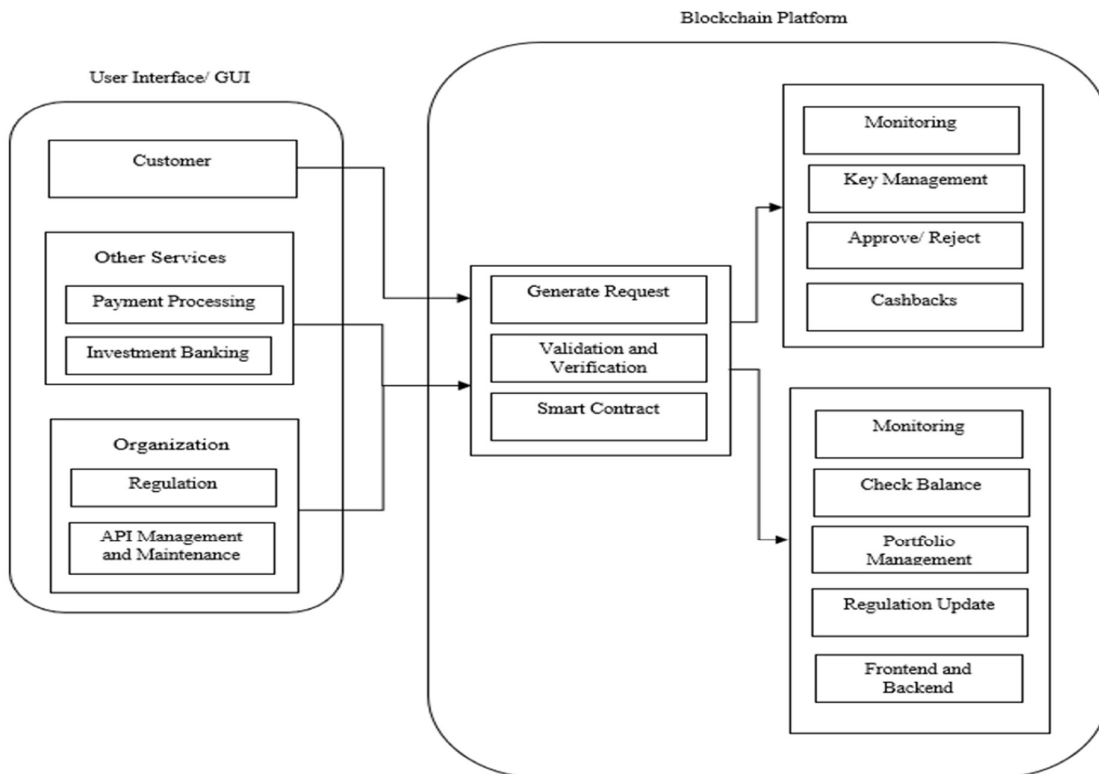 Blockchain Platform
User Interface/ GUI
Customer
Other Services
Payment Processing
Investment Banking
Organization
Regulation
API Management
and Maintenance
Generate Request
Validation and
Verification
Smart Contract
Monitoring
Key Management
Approve/ Reject
Cashbacks
Monitoring
Check Balance
Portfolio
Management
Regulation Update
Frontend and
Backend